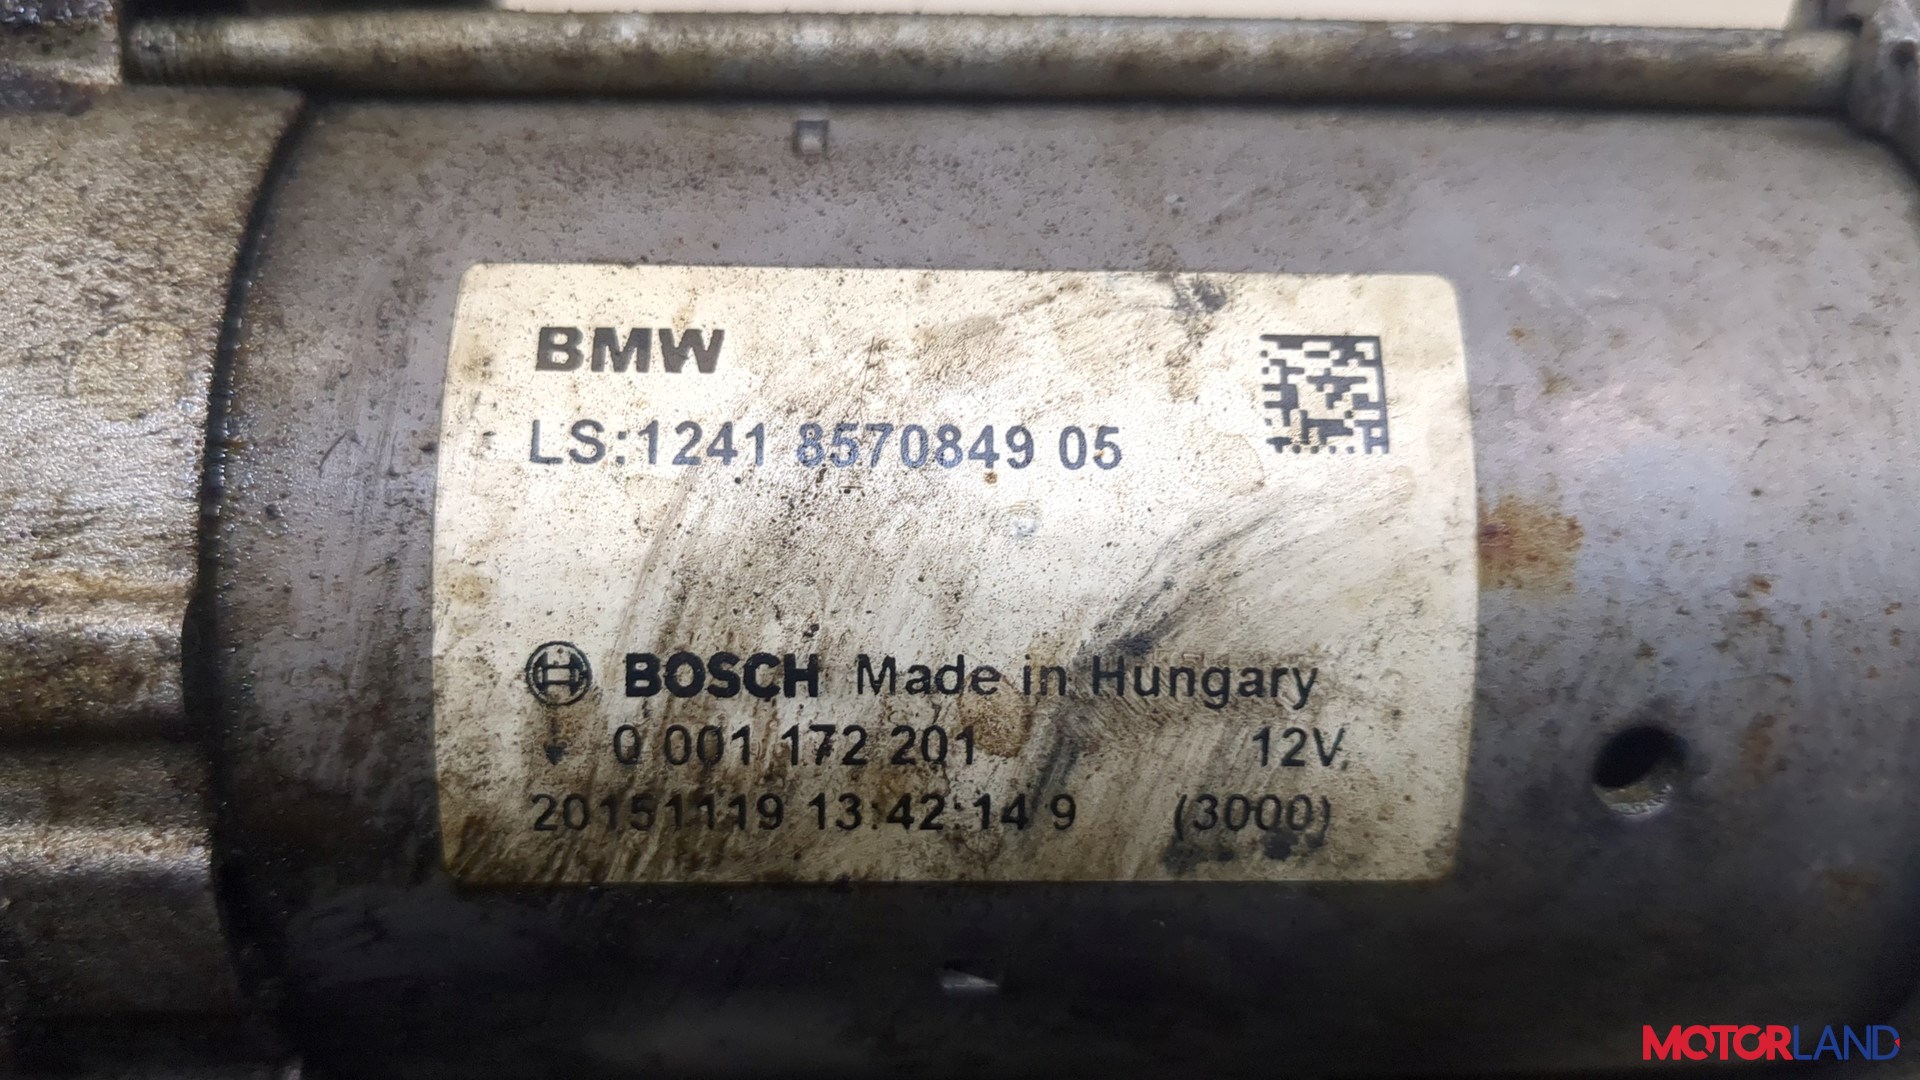 BMW
LS:1241 8570849 05
BOSCH Made in Hungary
0 001 172 201 12V
20151119 13:42:14 9 (3000)
MOTORLAND